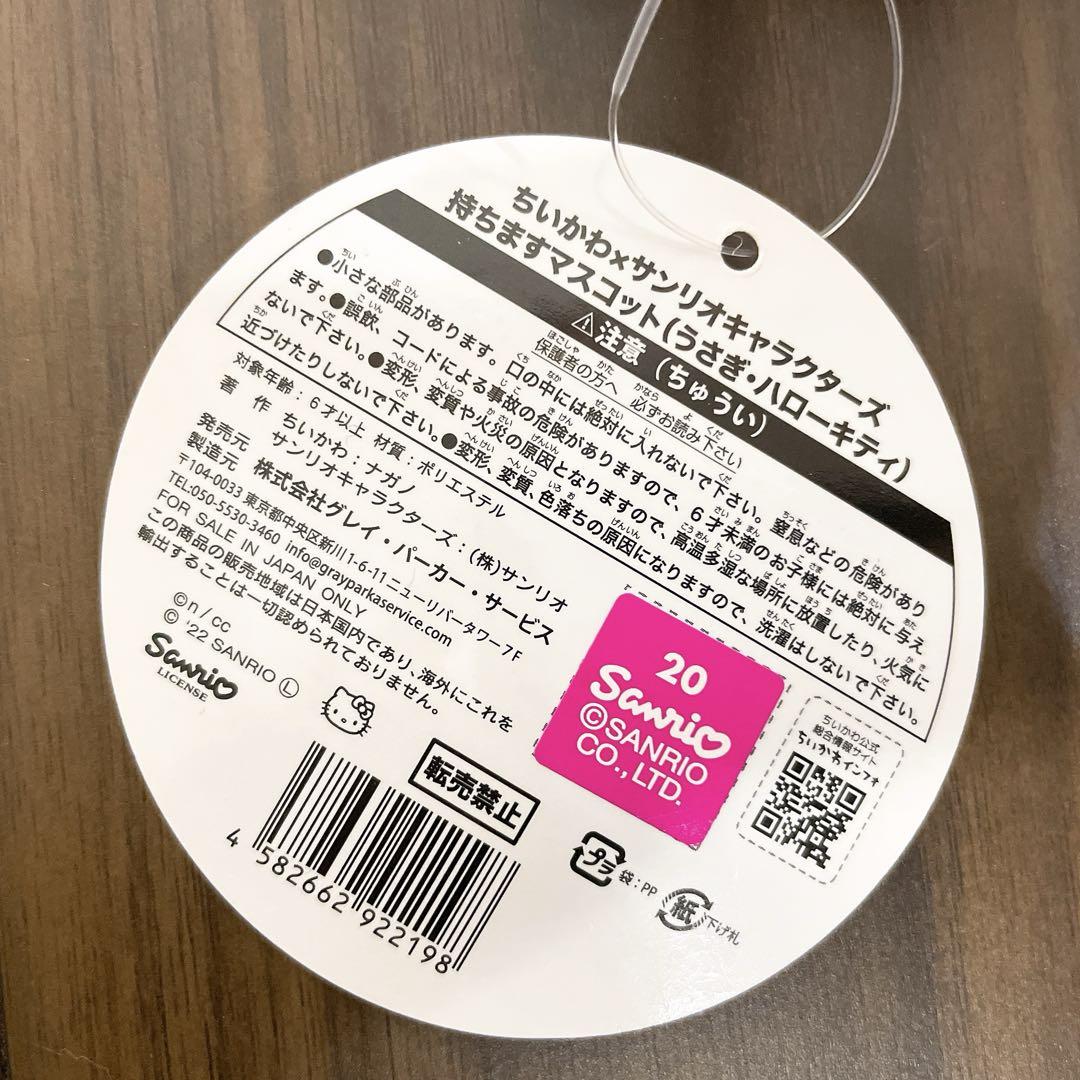 ちいかわ×サンリオキャラクターズ
持ちますマスコット(うさぎ・ハローキティ)
⚠注意(ちゅうい)
保護者の方へ 必ずお読み下さい
●小さな部品があります。口の中には絶対に入れないで下さい。窒息などの危険があり
ます。●誤飲、コードによる事故の危険がありますので、6才未満のお子様には絶対に与え
ないで下さい。●変形、変質や火災の原因となりますので、高温多湿な場所に放置したり、火気に
近づけたりしないで下さい。●変形、変質、色落ちの原因になりますので、洗濯はしないで下さい。
対象年齢:6才以上 材質:ポリエステル
著 作 ちいかわ:ナガノ
サンリオキャラクターズ:(株)サンリオ
発売元
製造元 株式会社グレイ・パーカー・サービス
〒104-0033 東京都中央区新川1-6-11ニューリバータワー7F
TEL:050-5530-3460 info@grayparkaservice.com
FOR SALE IN JAPAN ONLY
この商品の販売地域は日本国内であり、海外にこれを
輸出することは一切認められておりません。
©n/cc
© '22 SANRIO Ⓛ
Sanrio
LICENSE
転売禁止
4 582662 922198
20
Sanrio
©SANRIO
CO.,LTD.
ちいかわ公式
総合情報サイト
ちいかわインフォ
プラ 袋:PP
紙 下げ札